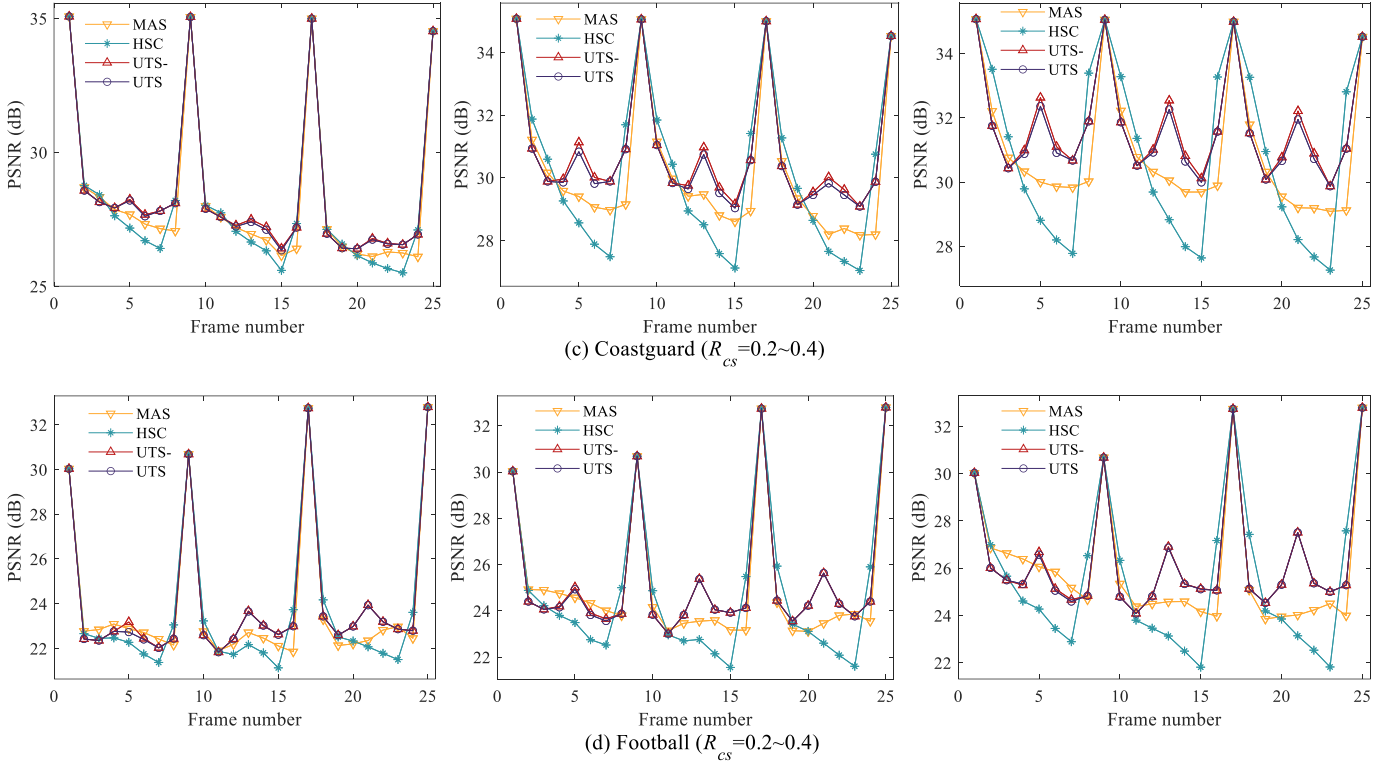 MAS
HSC
UTS-
UTS
PSNR (dB)
35
30
25
0 5 10 15 20 25
Frame number
MAS
HSC
UTS-
UTS
PSNR (dB)
34
32
30
28
0 5 10 15 20 25
Frame number
MAS
HSC
UTS-
UTS
PSNR (dB)
34
32
30
28
0 5 10 15 20 25
Frame number
(c) Coastguard (Rcs=0.2~0.4)
MAS
HSC
UTS-
UTS
PSNR (dB)
32
30
28
26
24
22
0 5 10 15 20 25
Frame number
MAS
HSC
UTS-
UTS
PSNR (dB)
32
30
28
26
24
22
0 5 10 15 20 25
Frame number
MAS
HSC
UTS-
UTS
PSNR (dB)
32
30
28
26
24
22
0 5 10 15 20 25
Frame number
(d) Football (Rcs=0.2~0.4)